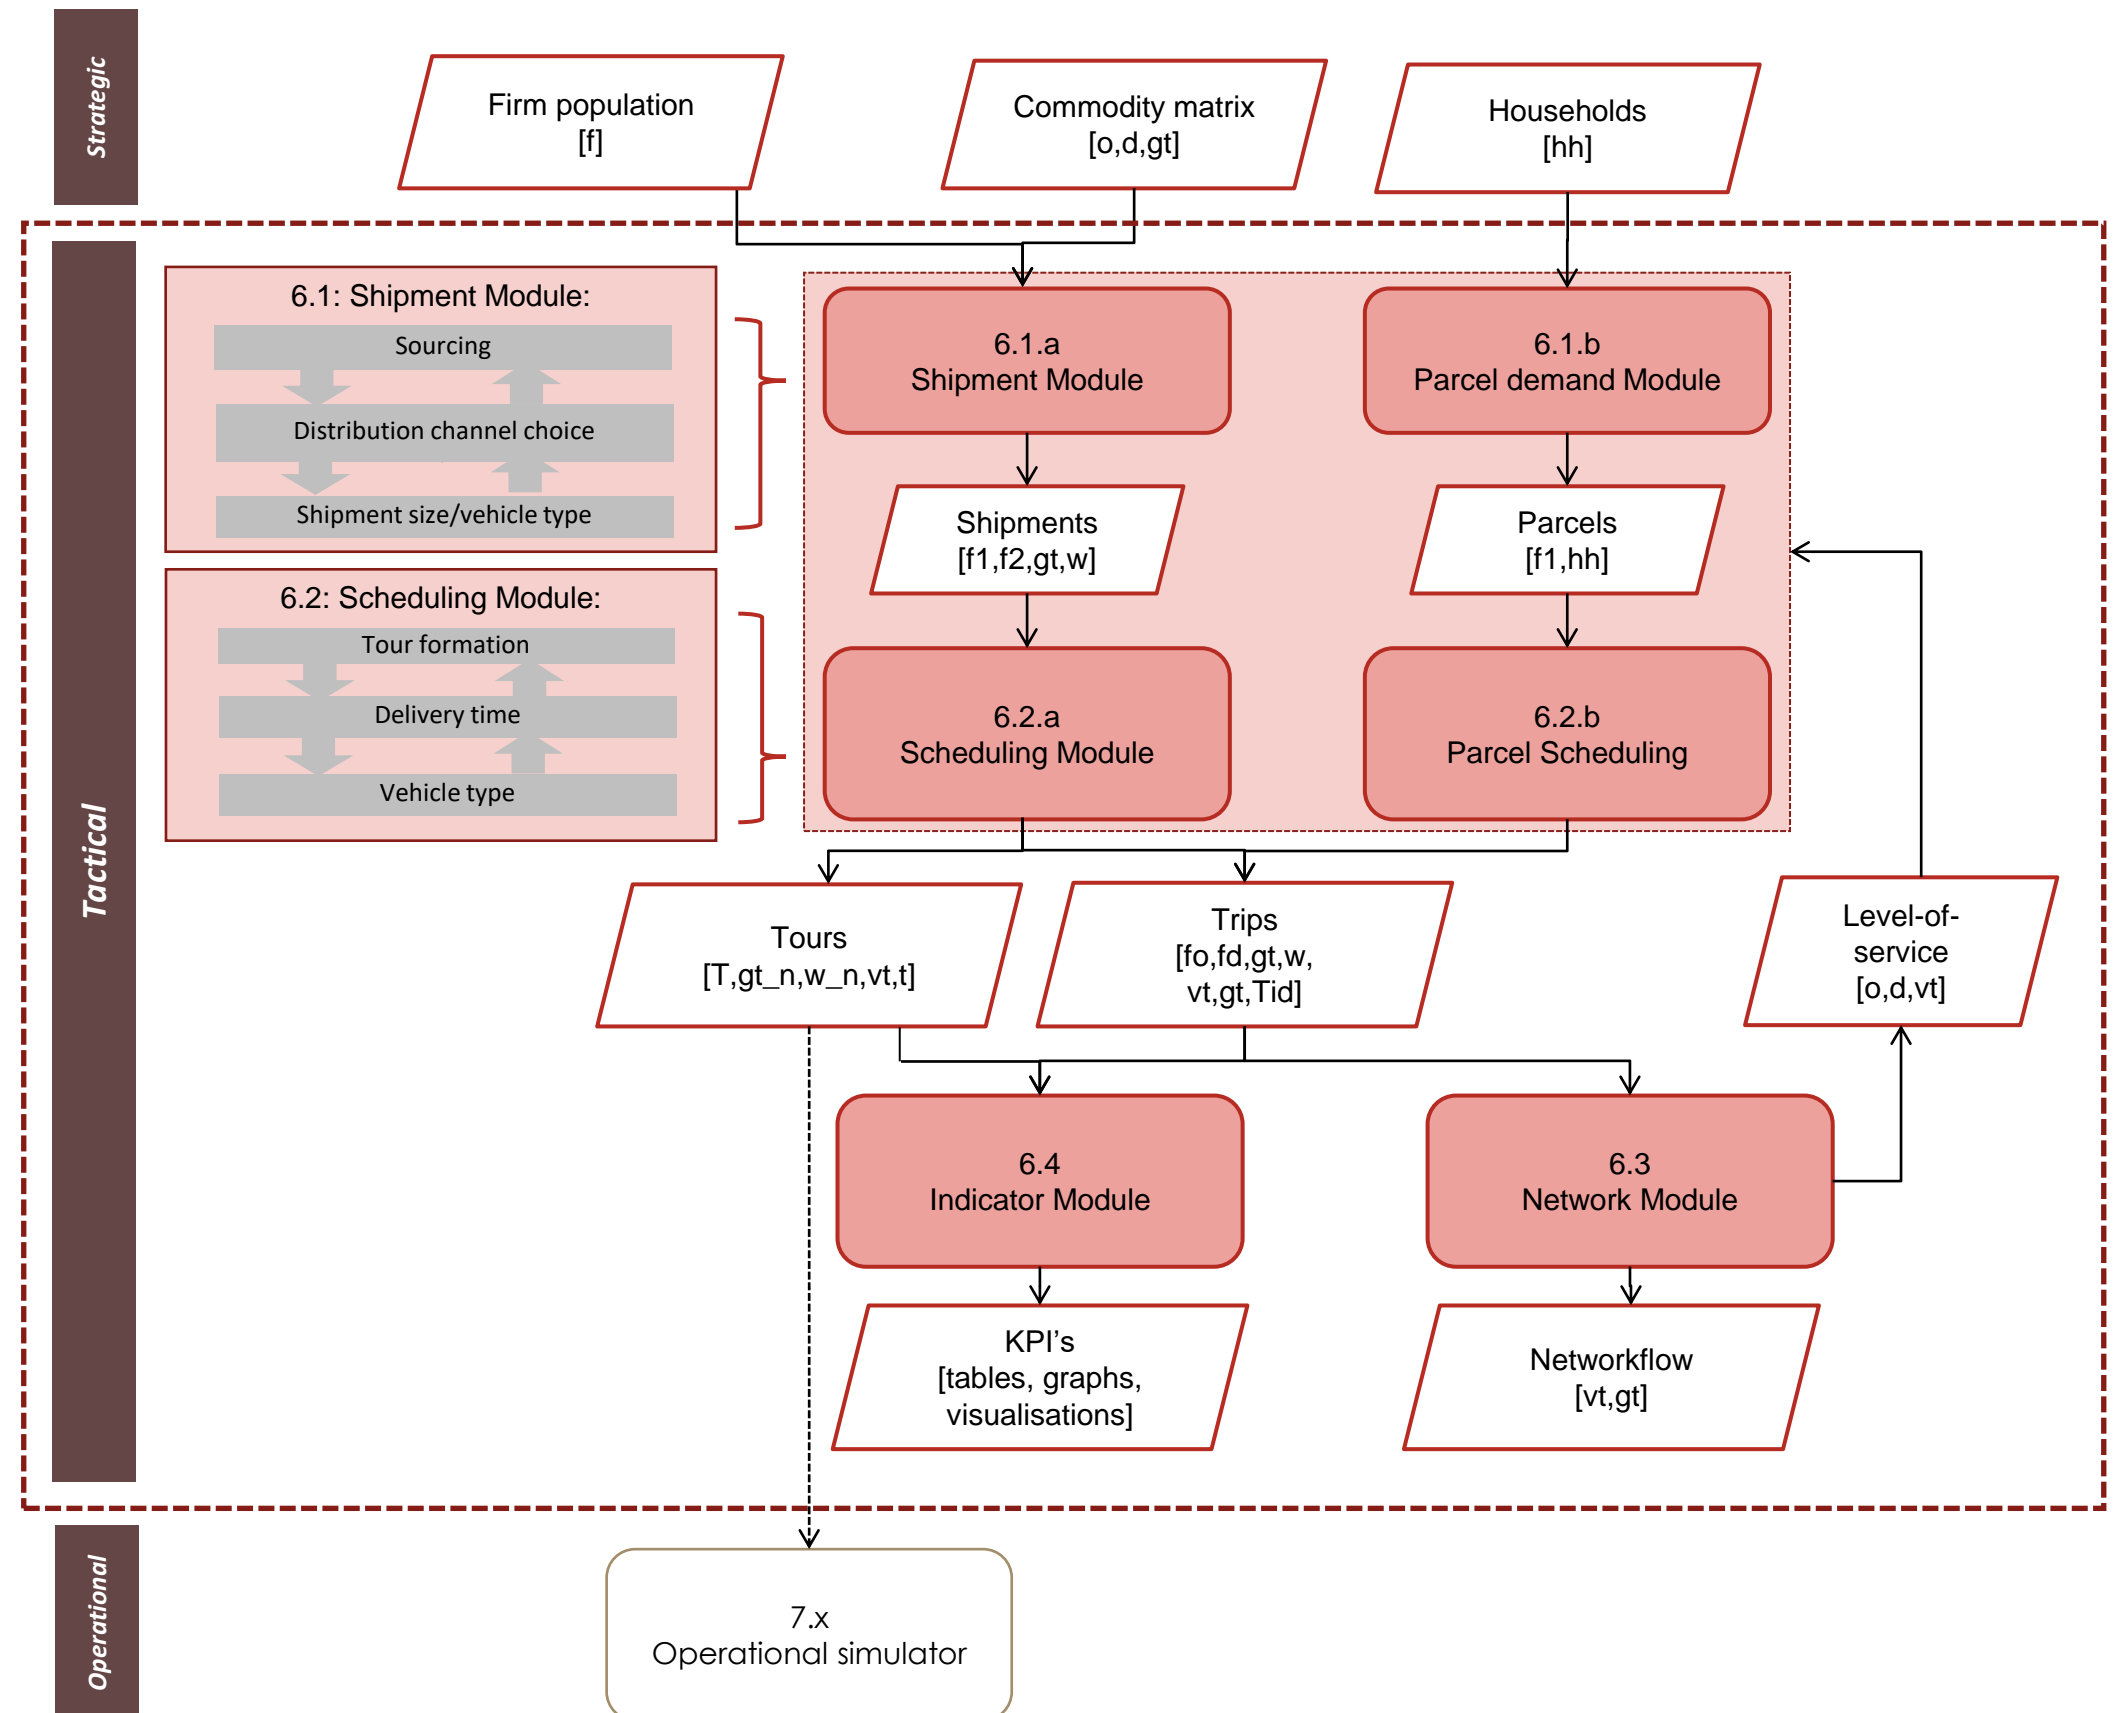 Strategic
Firm population
[f]
Commodity matrix
[o,d,gt]
Households
[hh]
Tactical
6.1: Shipment Module:
Sourcing
Distribution channel choice
Shipment size/vehicle type
6.2: Scheduling Module:
Tour formation
Delivery time
Vehicle type
6.1.a
Shipment Module
6.1.b
Parcel demand Module
Shipments
[f1,f2,gt,w]
Parcels
[f1,hh]
6.2.a
Scheduling Module
6.2.b
Parcel Scheduling
Tours
[T,gt_n,w_n,vt,t]
Trips
[fo,fd,gt,w,
vt,gt,Tid]
Level-of-
service
[o,d,vt]
6.4
Indicator Module
6.3
Network Module
KPI's
[tables, graphs,
visualisations]
Networkflow
[vt,gt]
Operational
7.x
Operational simulator